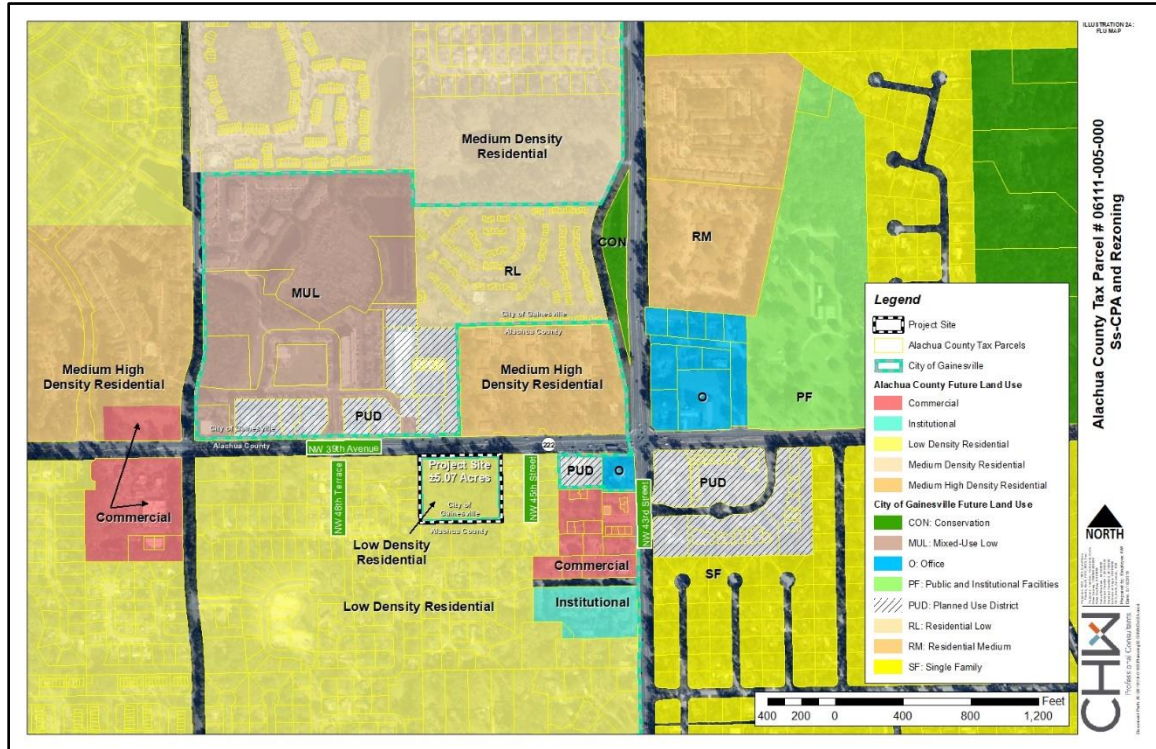 ILLUSTRATION 2A:
FLU MAP
Alachua County Tax Parcel # 06111-005-000
Ss-CPA and Rezoning
NORTH
CHW
Professional Consultants
Medium Density
Residential
CON
RM
RL
MUL
City of Gainesville
Alachua County
Medium High
Density Residential
Medium High
Density Residential
O
PF
PUD
City of Gainesville
Alachua County
NW 39th Avenue
222
Project Site
±5.07 Acres
City of
Gainesville
Alachua County
NW 48th Terrace
NW 45th Street
PUD
O
NW 43rd Street
PUD
Commercial
Low Density
Residential
Commercial
SF
Low Density Residential
Institutional
Legend
Project Site
Alachua County Tax Parcels
City of Gainesville
Alachua County Future Land Use
Commercial
Institutional
Low Density Residential
Medium Density Residential
Medium High Density Residential
City of Gainesville Future Land Use
CON: Conservation
MUL: Mixed-Use Low
O: Office
PF: Public and Institutional Facilities
PUD: Planned Use District
RL: Residential Low
RM: Residential Medium
SF: Single Family
Feet
400 200 0 400 800 1,200